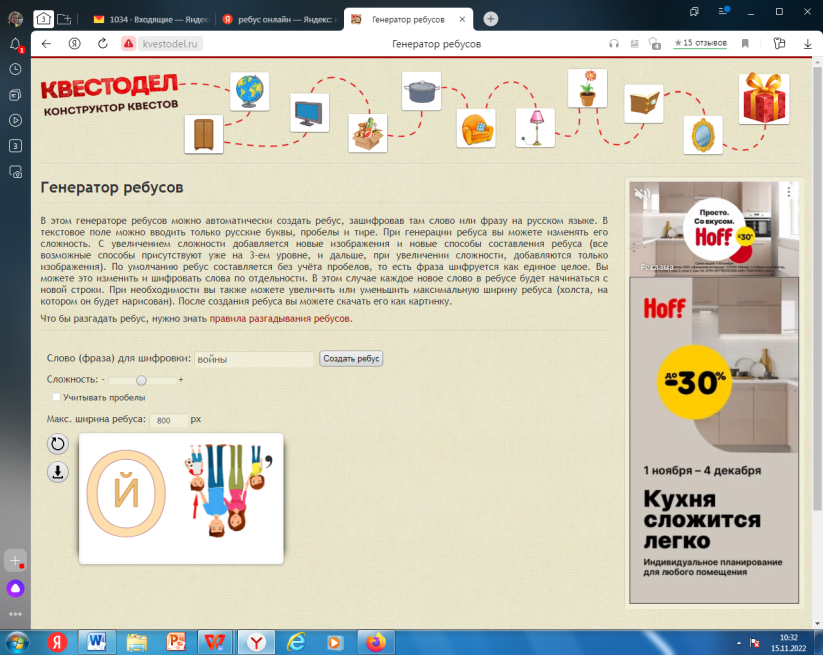 3
1034 · Входящие — Яндек
ребус онлайн — Яндекс:
Генератор ребусов
1
kvestodel.ru
Генератор ребусов
★ 15 отзывов
3
КВЕСТОДЕЛ
КОНСТРУКТОР КВЕСТОВ
Генератор ребусов
В этом генераторе ребусов можно автоматически создать ребус, зашифровав там слово или фразу на русском языке. В
текстовое поле можно вводить только русские буквы, пробелы и тире. При генерации ребуса вы можете изменять его
сложность. С увеличением сложности добавляется новые изображения и новые способы составления ребуса (все
возможные способы присутствуют уже на 3-ем уровне, и дальше, при увеличении сложности, добавляются только
изображения). По умолчанию ребус составляется без учёта пробелов, то есть фраза шифруется как единое целое. Вы
можете это изменить и шифровать слова по отдельности. В этом случае каждое новое слово в ребусе будет начинаться с
новой строки. При необходимости вы также можете увеличить или уменьшить максимальную ширину ребуса (холста, на
котором он будет нарисован). После создания ребуса вы можете скачать его как картинку.
Что бы разгадать ребус, нужно знать правила разгадывания ребусов.
Слово (фраза) для шифровки: войны Создать ребус
Сложность: - +
Учитывать пробелы
Макс. ширина ребуса: 800 px
О Й ,
Просто.
Со вкусом.
Hoff -30%
Реклама
Hoff
до -30%
1 ноября – 4 декабря
Кухня
сложится
легко
Индивидуальное планирование
для любого помещения
10:32
15.11.2022